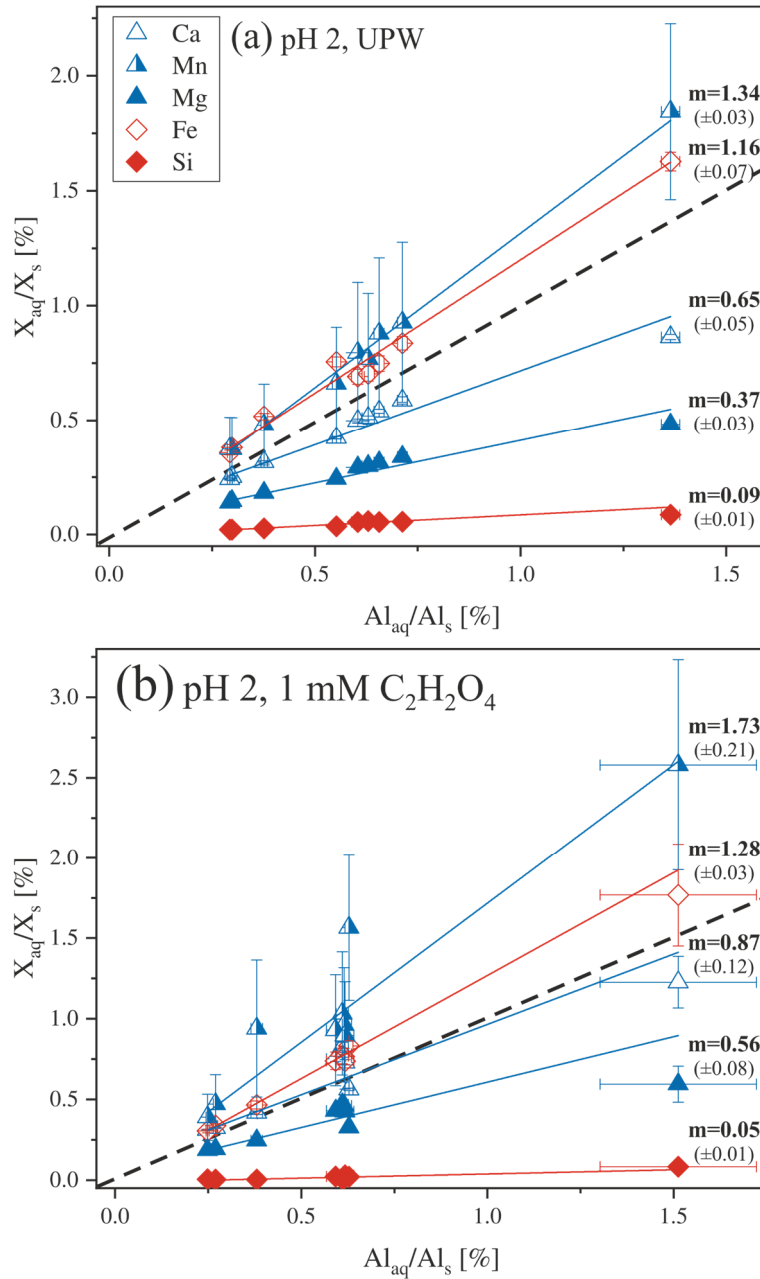 (a) pH 2, UPW
Ca
Mn
Mg
Fe
Si
m=1.34
(±0.03)
m=1.16
(±0.07)
m=0.65
(±0.05)
m=0.37
(±0.03)
m=0.09
(±0.01)
2.0
1.5
1.0
0.5
0.0
X_aq/X_s [%]
0.0 0.5 1.0 1.5
Al_aq/Al_s [%]
(b) pH 2, 1 mM C₂H₂O₄
m=1.73
(±0.21)
m=1.28
(±0.03)
m=0.87
(±0.12)
m=0.56
(±0.08)
m=0.05
(±0.01)
3.0
2.5
2.0
1.5
1.0
0.5
0.0
X_aq/X_s [%]
0.0 0.5 1.0 1.5
Al_aq/Al_s [%]